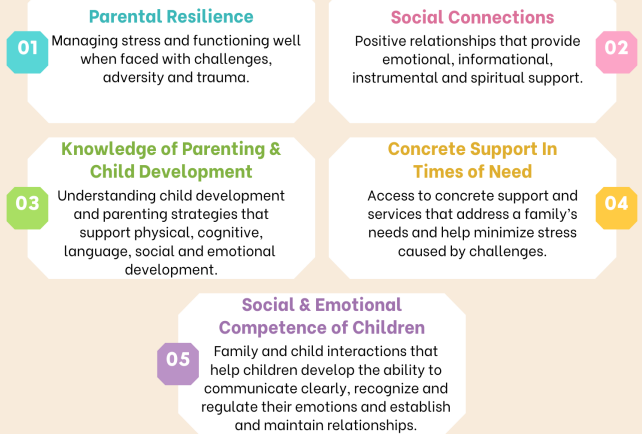 Parental Resilience
01
Managing stress and functioning well
when faced with challenges,
adversity and trauma.
Social Connections
02
Positive relationships that provide
emotional, informational,
instrumental and spiritual support.
Knowledge of Parenting &
Child Development
03
Understanding child development
and parenting strategies that
support physical, cognitive,
language, social and emotional
development.
Concrete Support In
Times of Need
04
Access to concrete support and
services that address a family's
needs and help minimize stress
caused by challenges.
Social & Emotional
Competence of Children
05
Family and child interactions that
help children develop the ability to
communicate clearly, recognize and
regulate their emotions and establish
and maintain relationships.